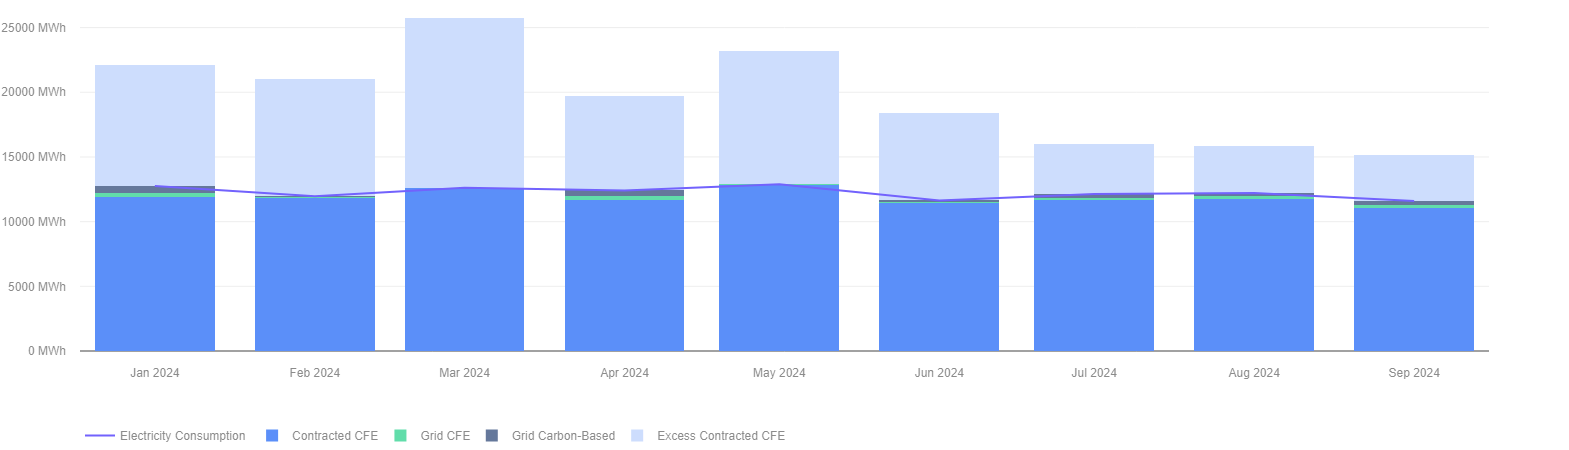 25000 MWh
20000 MWh
15000 MWh
10000 MWh
5000 MWh
0 MWh
Jan 2024 Feb 2024 Mar 2024 Apr 2024 May 2024 Jun 2024 Jul 2024 Aug 2024 Sep 2024
Electricity Consumption Contracted CFE Grid CFE Grid Carbon-Based Excess Contracted CFE